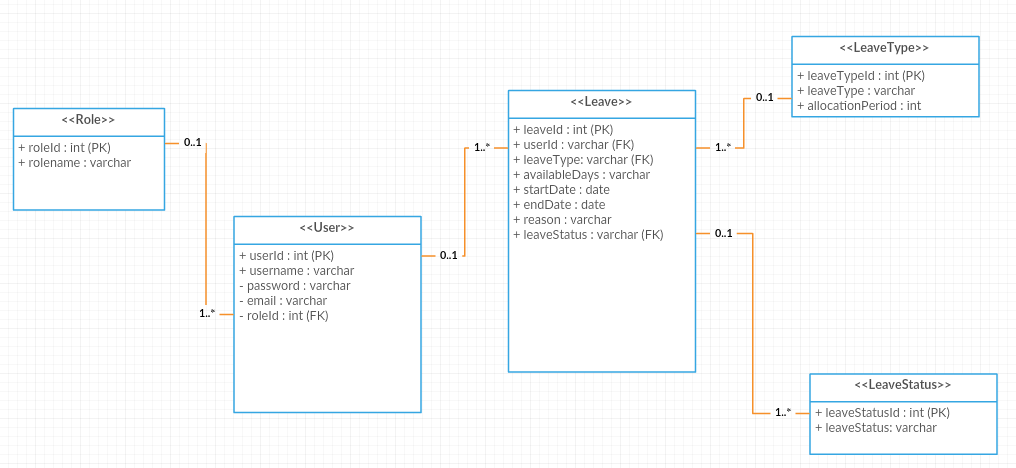 <<Role>>
+ roleId : int (PK)
+ rolename : varchar
0..1
1..*
<<User>>
+ userId : int (PK)
+ username : varchar
- password : varchar
- email : varchar
- roleId : int (FK)
0..1
1..*
<<Leave>>
+ leaveId : int (PK)
+ userId : varchar (FK)
+ leaveType: varchar (FK)
+ availableDays : varchar
+ startDate : date
+ endDate : date
+ reason : varchar
+ leaveStatus : varchar (FK)
1..*
0..1
<<LeaveType>>
+ leaveTypeId : int (PK)
+ leaveType : varchar
+ allocationPeriod : int
0..1
1..*
<<LeaveStatus>>
+ leaveStatusId : int (PK)
+ leaveStatus: varchar